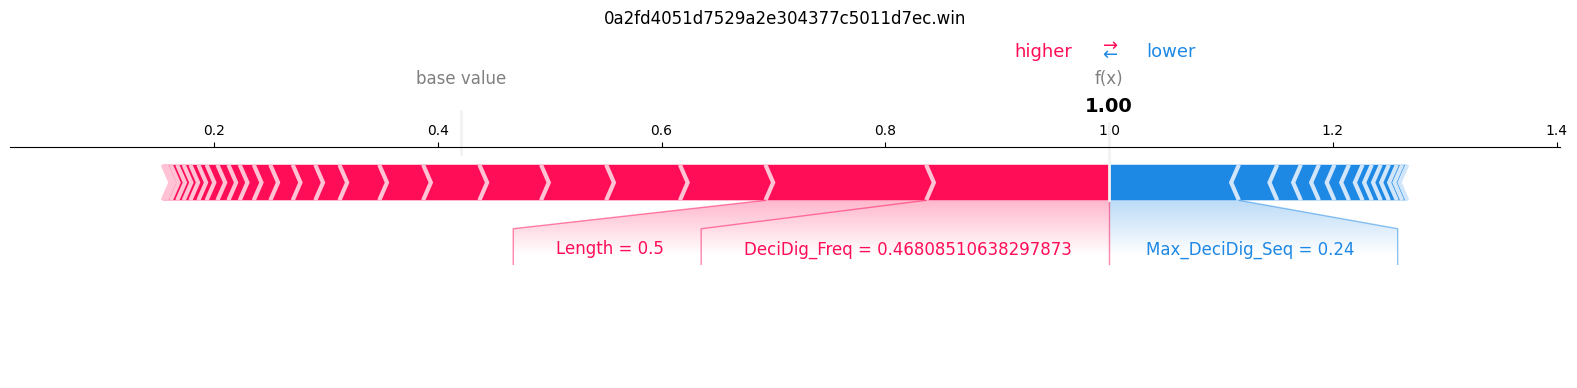 0a2fd4051d7529a2e304377c5011d7ec.win
higher → ← lower
base value f(x)
1.00
0.2 0.4 0.6 0.8 1.0 1.2 1.4
Length = 0.5 DeciDig_Freq = 0.46808510638297873 Max_DeciDig_Seq = 0.24